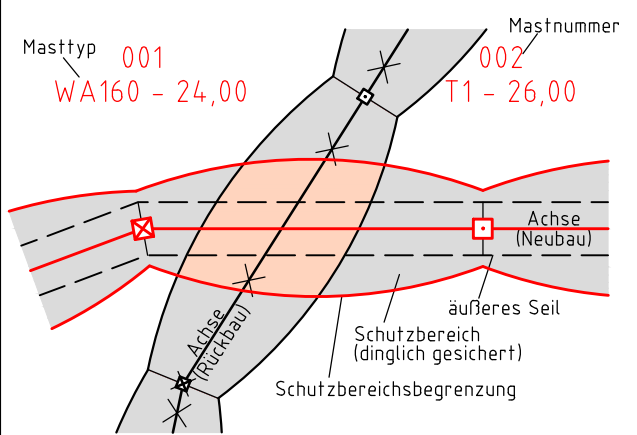 Mastnummer
Masttyp
001
002
WA160 – 24,00
T1 – 26,00
Achse
(Neubau)
äußeres Seil
Achse
(Rückbau)
Schutzbereich
(dinglich gesichert)
Schutzbereichsbegrenzung